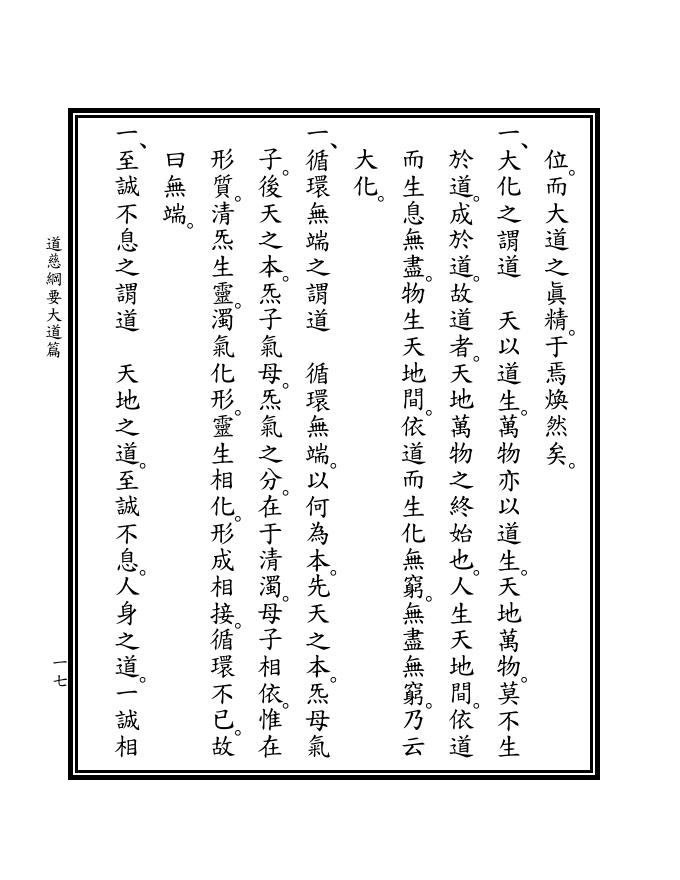 位。而大道之眞精。于焉煥然矣。
一、大化之謂道　天以道生。萬物亦以道生。天地萬物。莫不生
於道。成於道。故道者。天地萬物之終始也。人生天地間。依道
而生息無盡。物生天地間。依道而生化無窮。無盡無窮。乃云
大化。
一、循環無端之謂道　循環無端。以何為本。先天之本。炁母氣
子。後天之本。炁子氣母。炁氣之分。在于清濁。母子相依。惟在
形質。清炁生靈。濁氣化形。靈生相化。形成相接。循環不已。故
曰無端。
一、至誠不息之謂道　天地之道。至誠不息。人身之道。一誠相
道慈綱要大道篇
一七